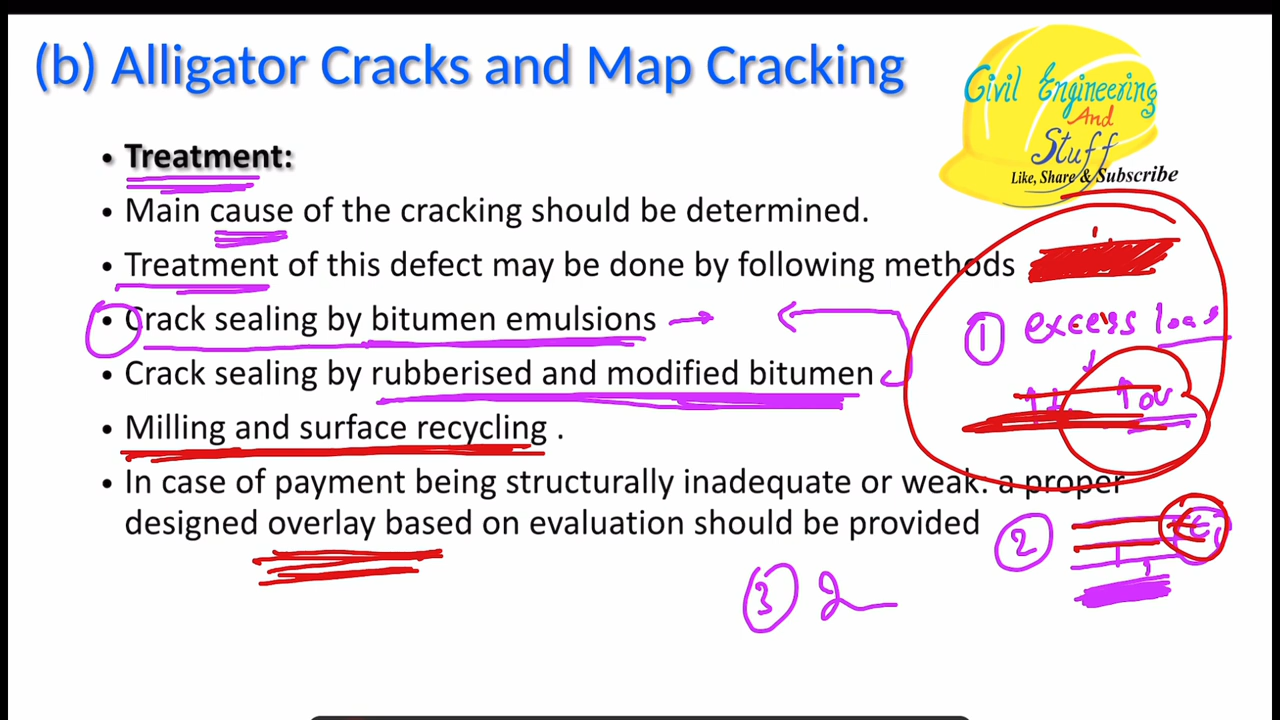 (b) Alligator Cracks and Map Cracking
Civil Engineering
And
Stuff
Like, Share & Subscribe
• Treatment:
• Main cause of the cracking should be determined.
• Treatment of this defect may be done by following methods
• Crack sealing by bitumen emulsions
• Crack sealing by rubberised and modified bitumen
• Milling and surface recycling .
• In case of payment being structurally inadequate or weak. a proper
designed overlay based on evaluation should be provided
① excess load
↑ ov
②
③